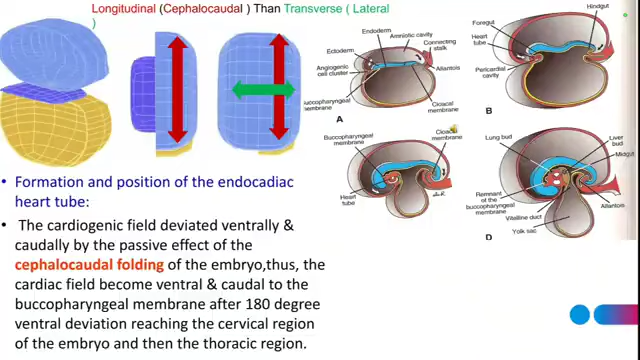 Longitudinal (Cephalocaudal ) Than Transverse ( Lateral
)
• Formation and position of the endocadiac
heart tube:
• The cardiogenic field deviated ventrally &
caudally by the passive effect of the
cephalocaudal folding of the embryo,thus, the
cardiac field become ventral & caudal to the
buccopharyngeal membrane after 180 degree
ventral deviation reaching the cervical region
of the embryo and then the thoracic region.
Endoderm
Amniotic cavity
Ectoderm
Connecting
stalk
Angiogenic
cell cluster
Allantois
Buccopharyngeal
membrane
Cloacal
membrane
A
Hindgut
Foregut
Heart
tube
Pericardial
cavity
B
Buccopharyngeal
membrane
Cloacal
membrane
Heart
tube
Lung bud
Liver
bud
Midgut
Remnant
of the
buccopharyngeal
membrane
Vitelline duct
Allantois
Yolk sac
D